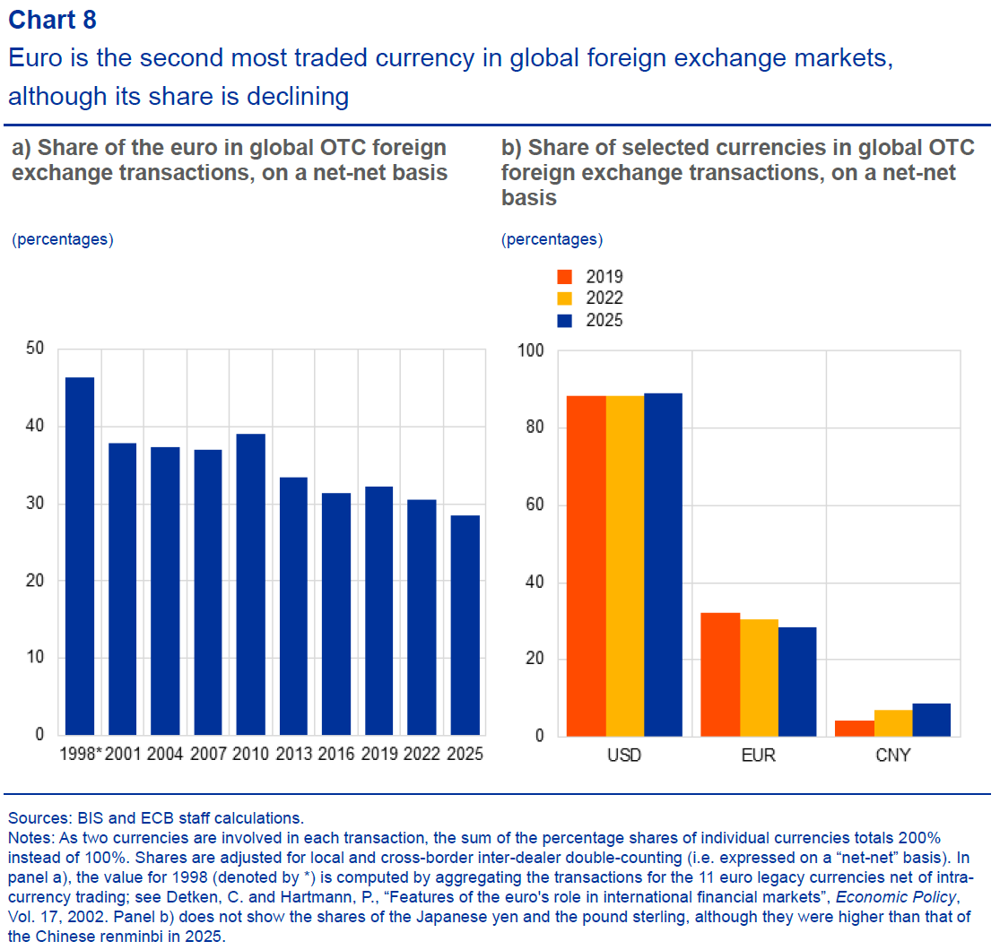 Chart 8
Euro is the second most traded currency in global foreign exchange markets,
although its share is declining
a) Share of the euro in global OTC foreign
exchange transactions, on a net-net basis
(percentages)
50
40
30
20
10
0
1998* 2001 2004 2007 2010 2013 2016 2019 2022 2025
b) Share of selected currencies in global OTC
foreign exchange transactions, on a net-net
basis
(percentages)
2019
2022
2025
100
80
60
40
20
0
USD EUR CNY
Sources: BIS and ECB staff calculations.
Notes: As two currencies are involved in each transaction, the sum of the percentage shares of individual currencies totals 200%
instead of 100%. Shares are adjusted for local and cross-border inter-dealer double-counting (i.e. expressed on a “net-net” basis). In
panel a), the value for 1998 (denoted by *) is computed by aggregating the transactions for the 11 euro legacy currencies net of intra-
currency trading; see Detken, C. and Hartmann, P., “Features of the euro's role in international financial markets”, Economic Policy,
Vol. 17, 2002. Panel b) does not show the shares of the Japanese yen and the pound sterling, although they were higher than that of
the Chinese renminbi in 2025.